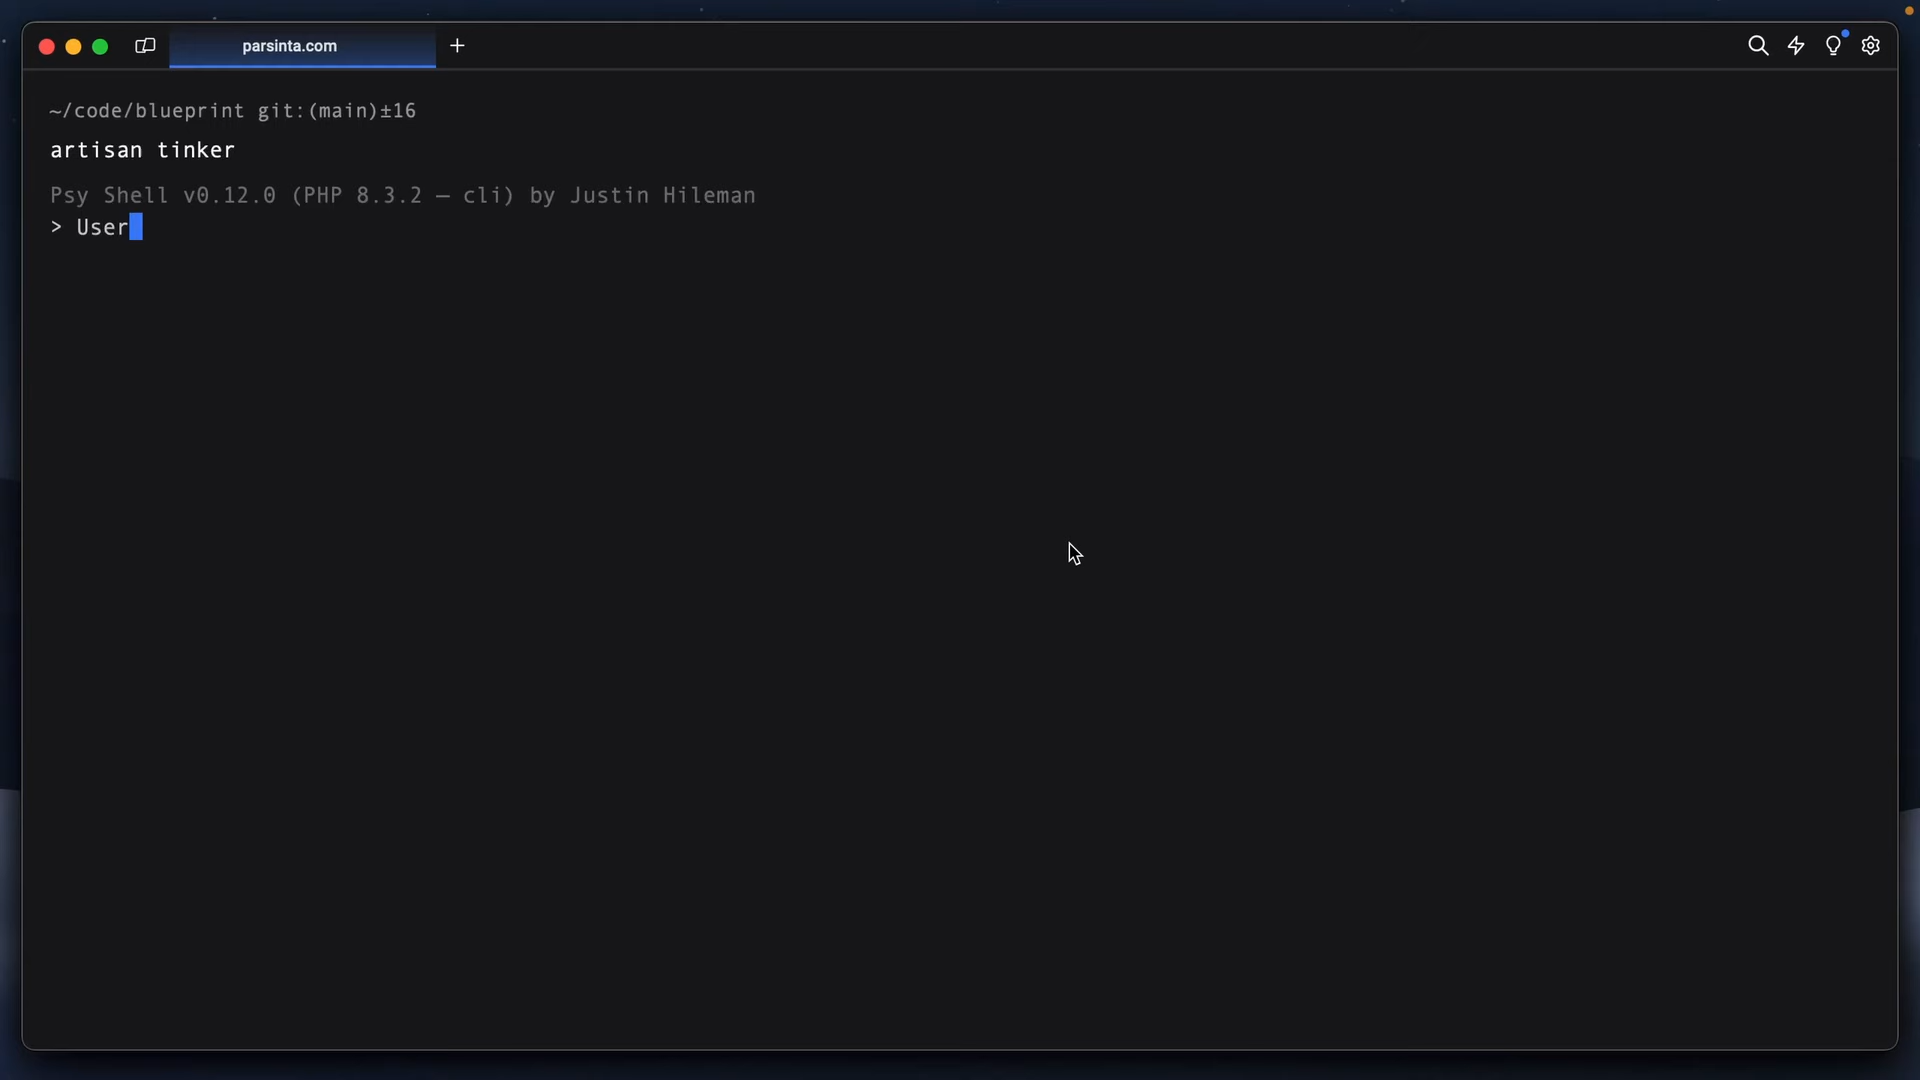 parsinta.com
~/code/blueprint git:(main)±16
artisan tinker
Psy Shell v0.12.0 (PHP 8.3.2 — cli) by Justin Hileman
> User